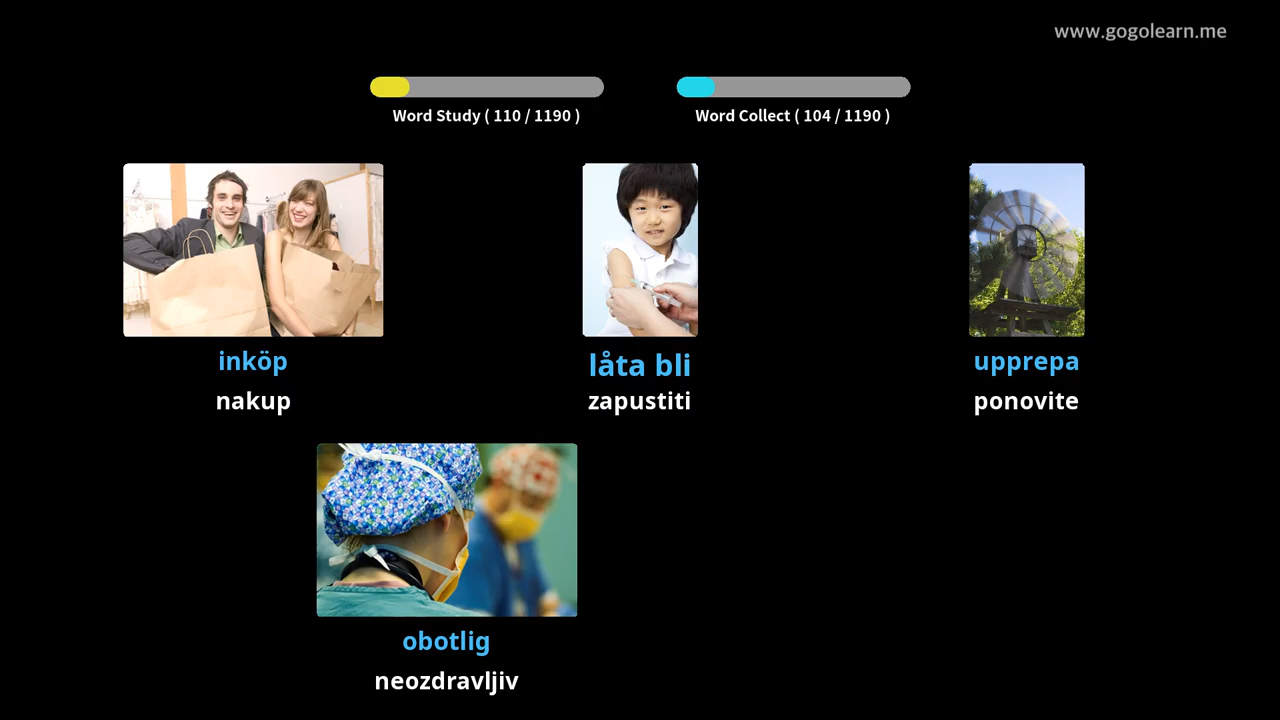 www.gogolearn.me
Word Study ( 110 / 1190 )
Word Collect ( 104 / 1190 )
inköp
nakup
låta bli
zapustiti
upprepa
ponovite
obotlig
neozdravljiv